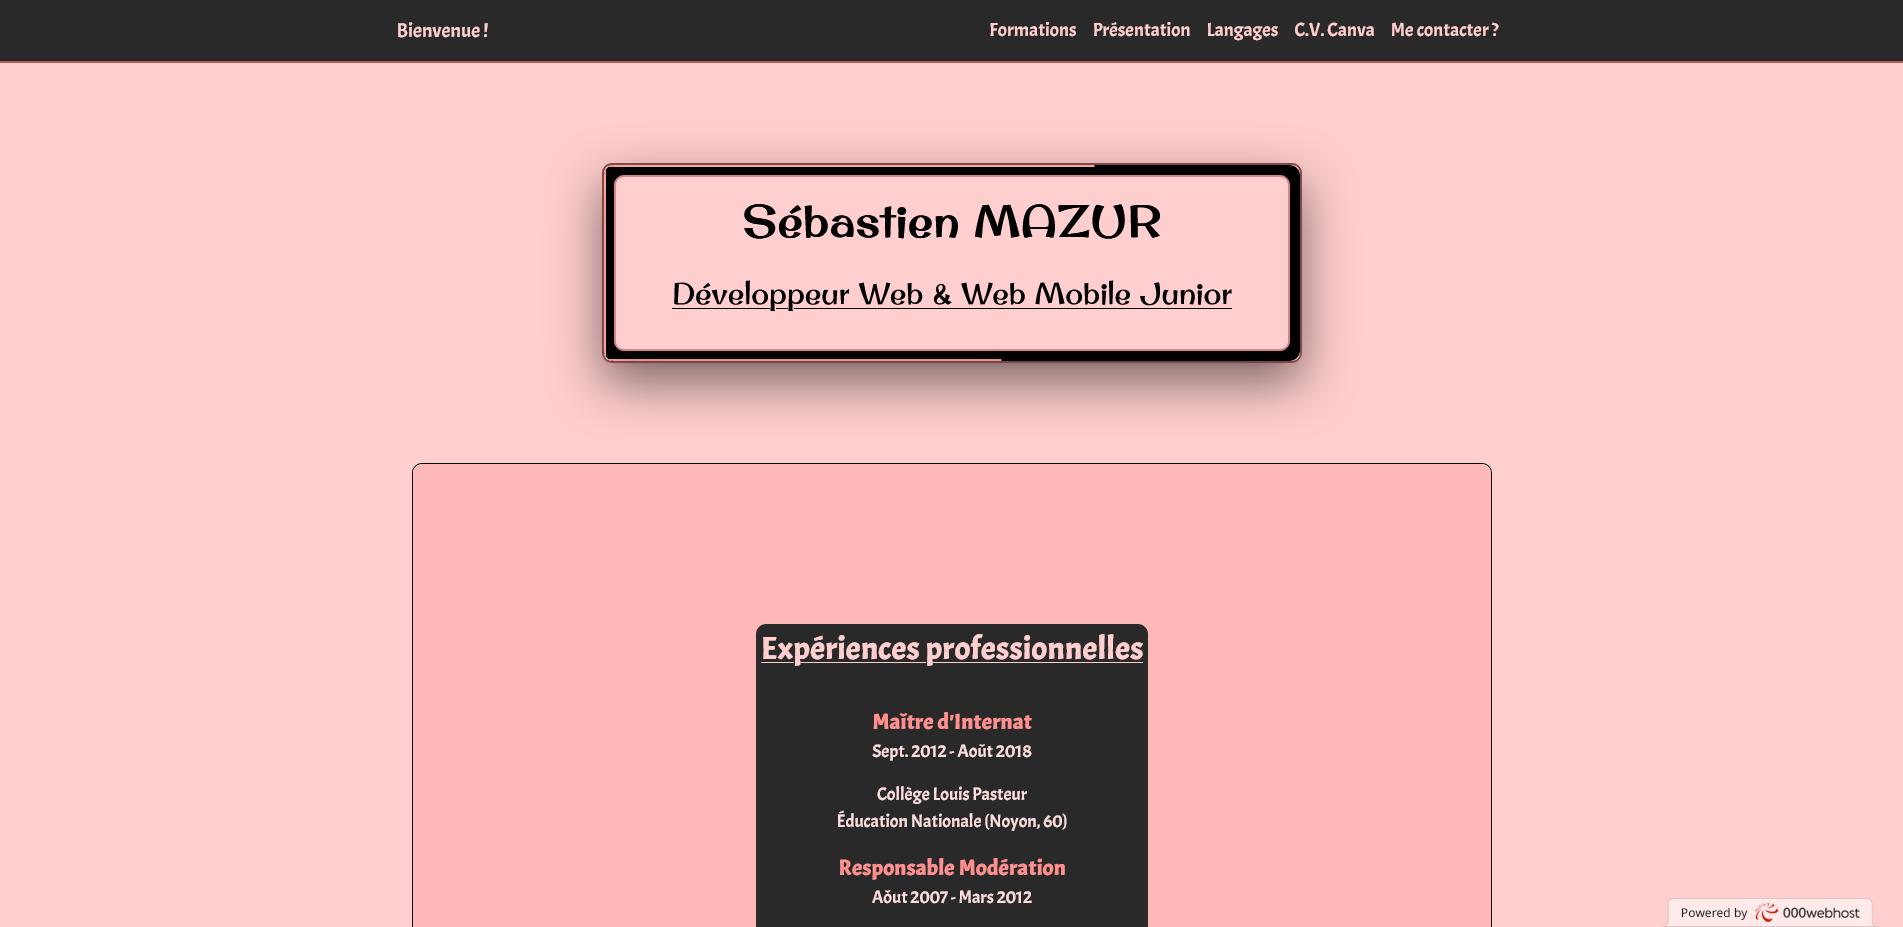 Bienvenue !
Formations Présentation Langages C.V. Canva Me contacter ?
Sébastien MAZUR
Développeur Web & Web Mobile Junior
Expériences professionnelles
Maître d'Internat
Sept. 2012 - Août 2018
Collège Louis Pasteur
Éducation Nationale (Noyon, 60)
Responsable Modération
Aôut 2007 - Mars 2012
Powered by 000webhost